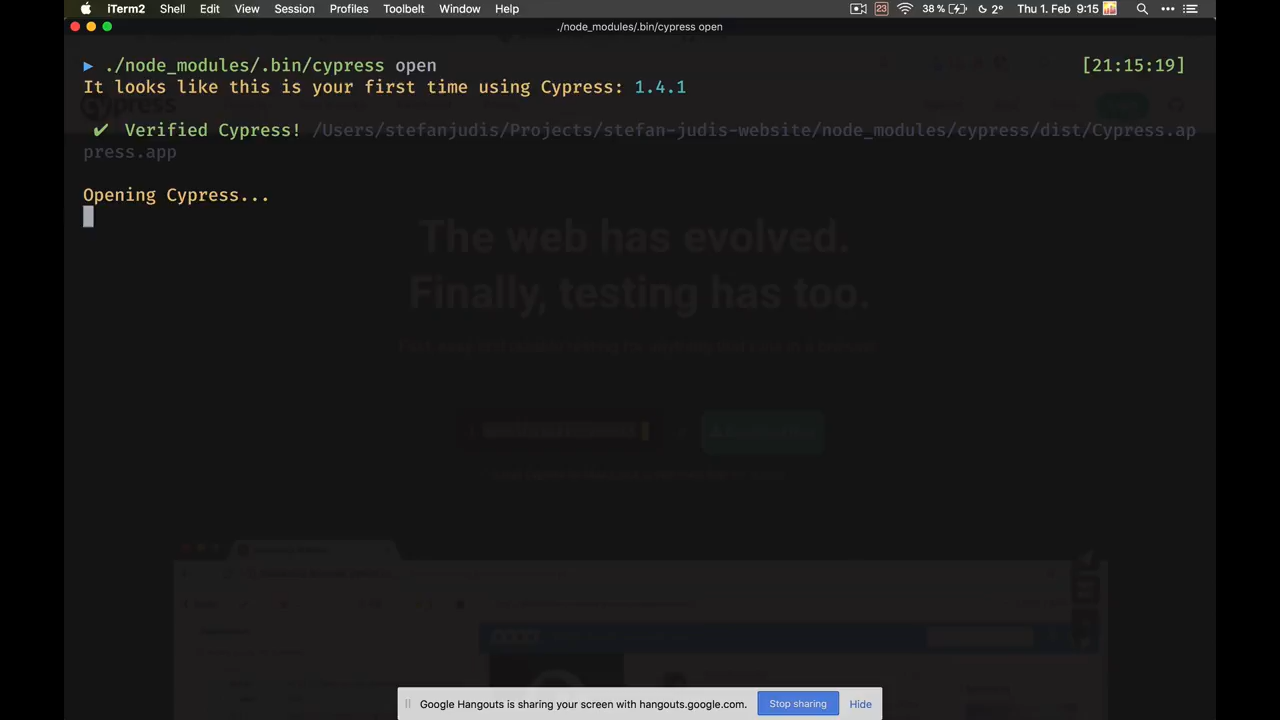 iTerm2 Shell Edit View Session Profiles Toolbelt Window Help 23 38 % 2° Thu 1. Feb 9:15
./node_modules/.bin/cypress open
▶ ./node_modules/.bin/cypress open [21:15:19]
It looks like this is your first time using Cypress: 1.4.1
✔ Verified Cypress! /Users/stefanjudis/Projects/stefan-judis-website/node_modules/cypress/dist/Cypress.ap
press.app
Opening Cypress...
The web has evolved.
Finally, testing has too.
Google Hangouts is sharing your screen with hangouts.google.com. Stop sharing Hide